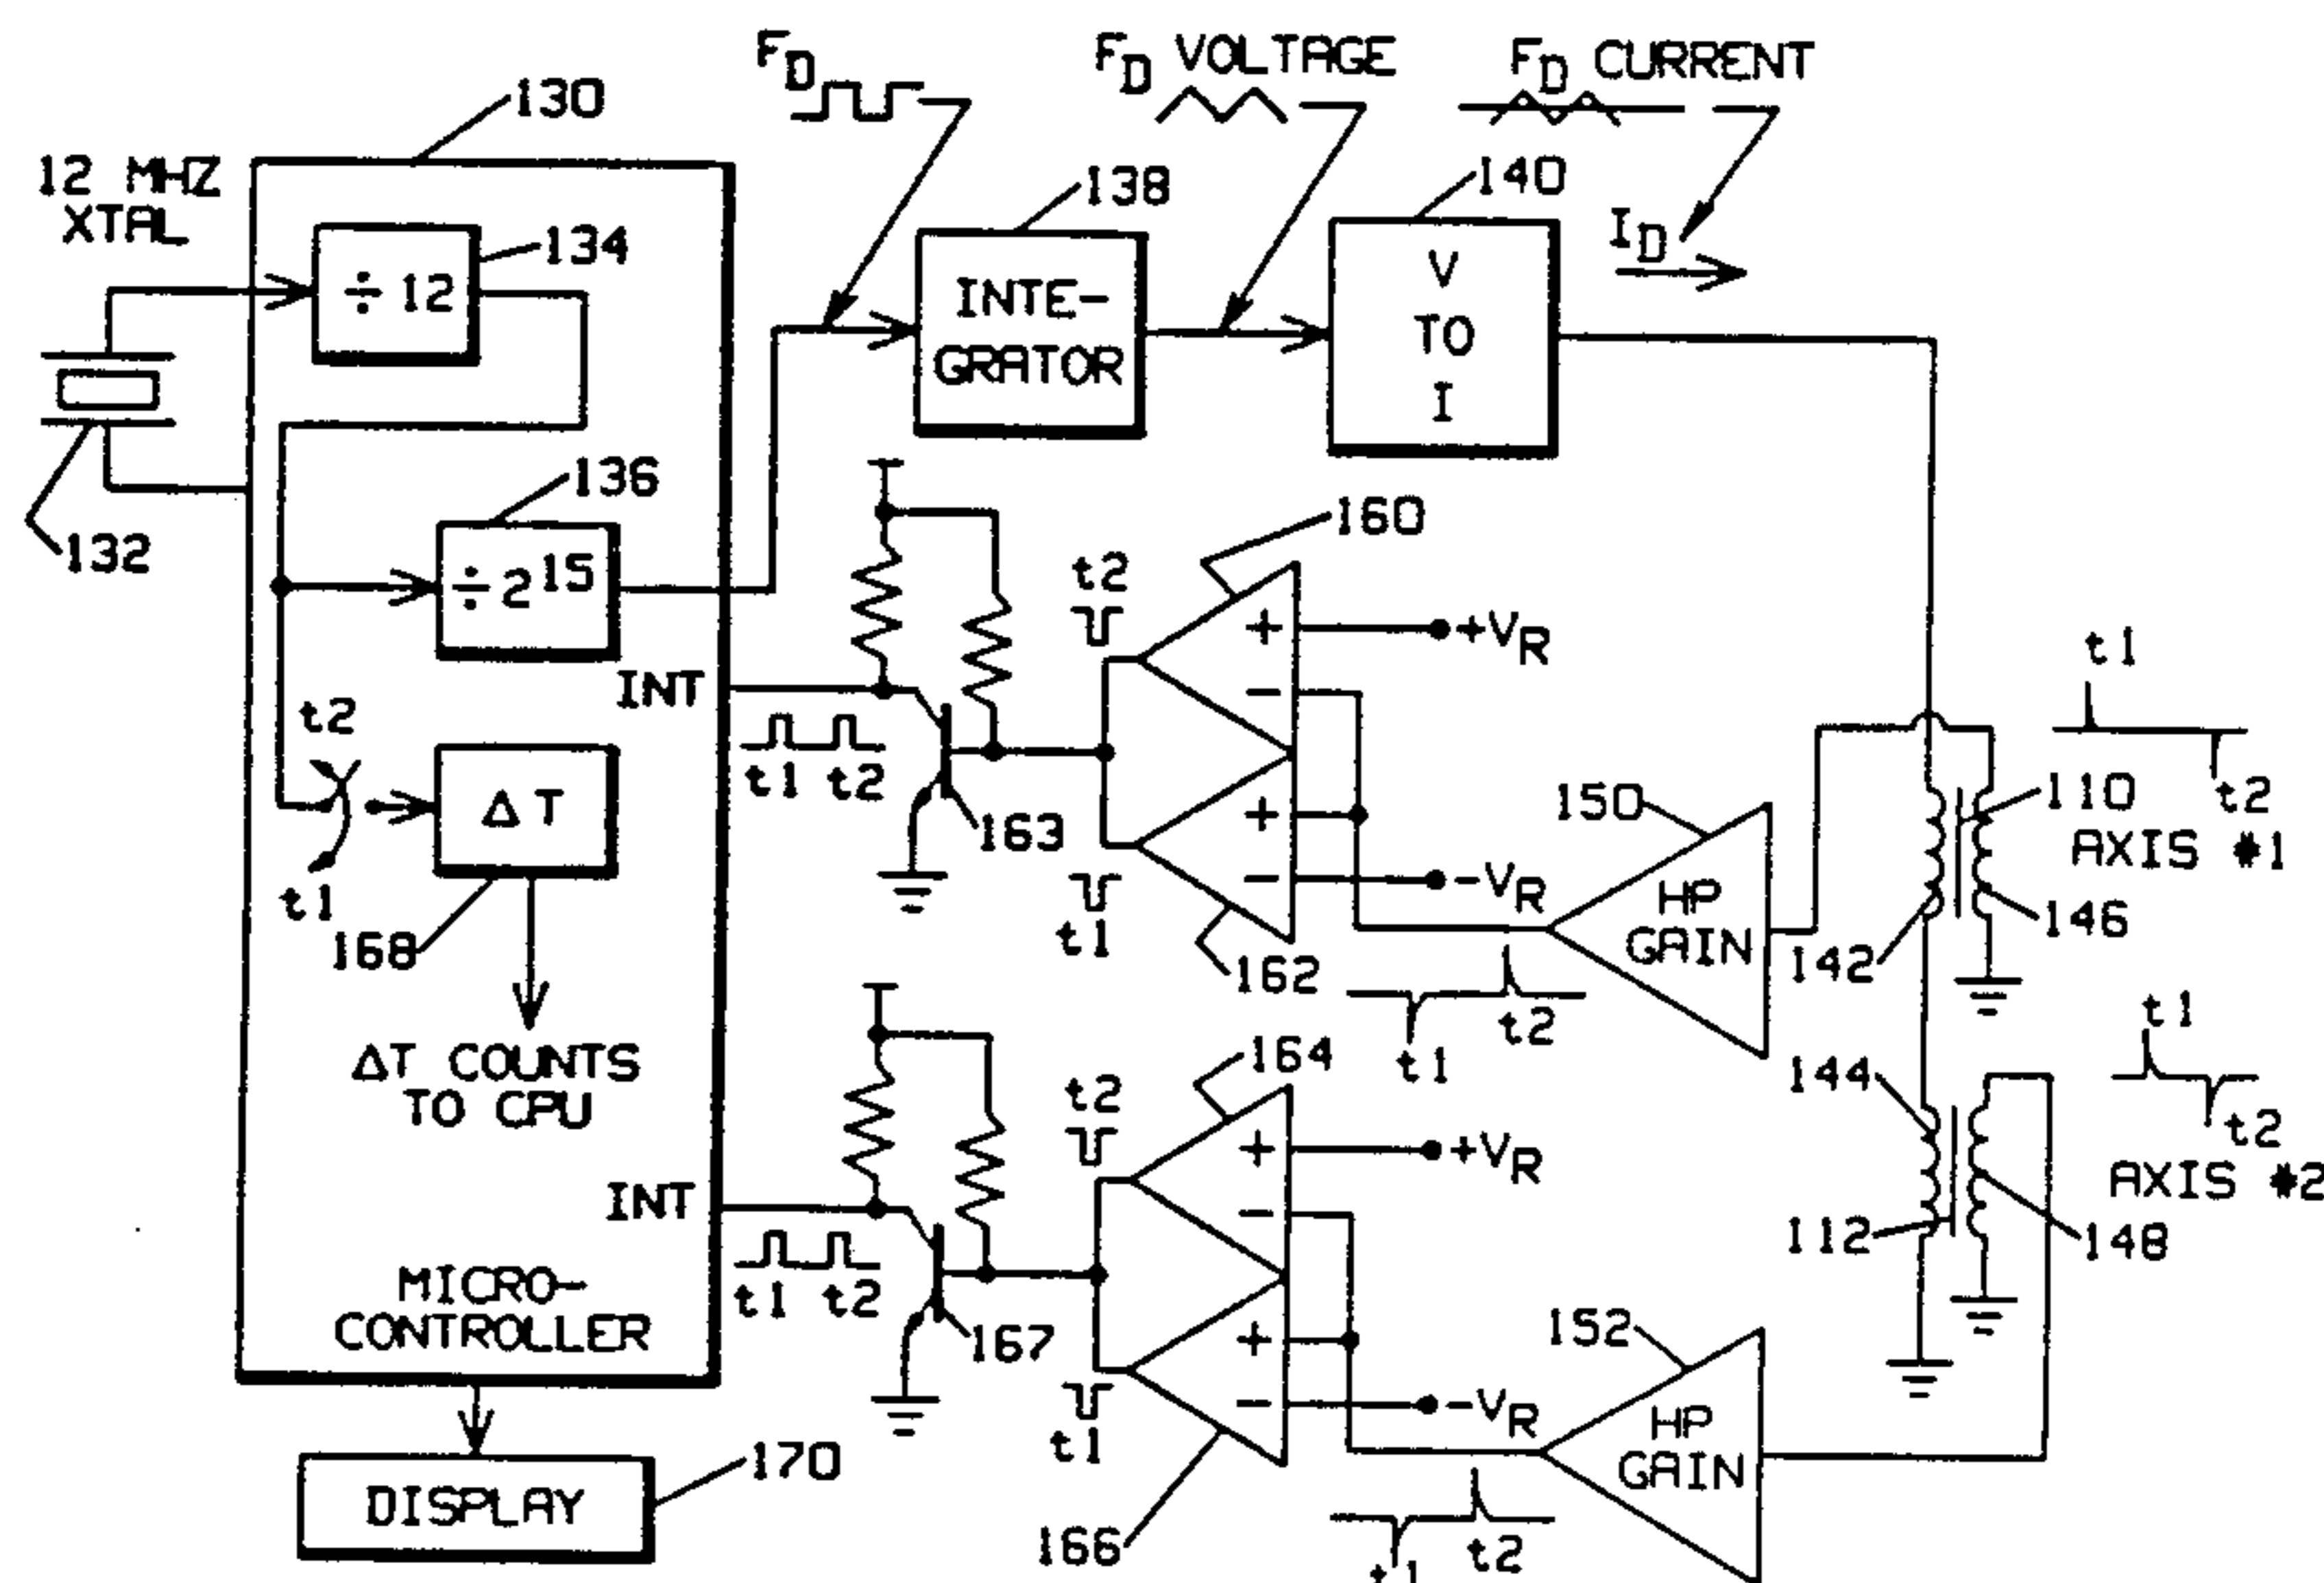 F_D
F_D VOLTAGE
F_D CURRENT
130
12 MHZ
XTAL
134
÷ 12
132
136
÷ 2^15
138
INTE-
GRATOR
140
V
TO
I
I_D
INT
t2
t1
Δ T
168
ΔT COUNTS
TO CPU
INT
MICRO-
CONTROLLER
170
DISPLAY
t1 t2
163
t2
160
+
-
+V_R
+
-
-V_R
t1
162
150
HP
GAIN
t1
t2
t1
t2
110
AXIS #1
142
146
t1 t2
167
t2
164
+
-
+V_R
+
-
-V_R
t1
166
152
HP
GAIN
t1
t2
t1
t2
AXIS #2
144
112
148